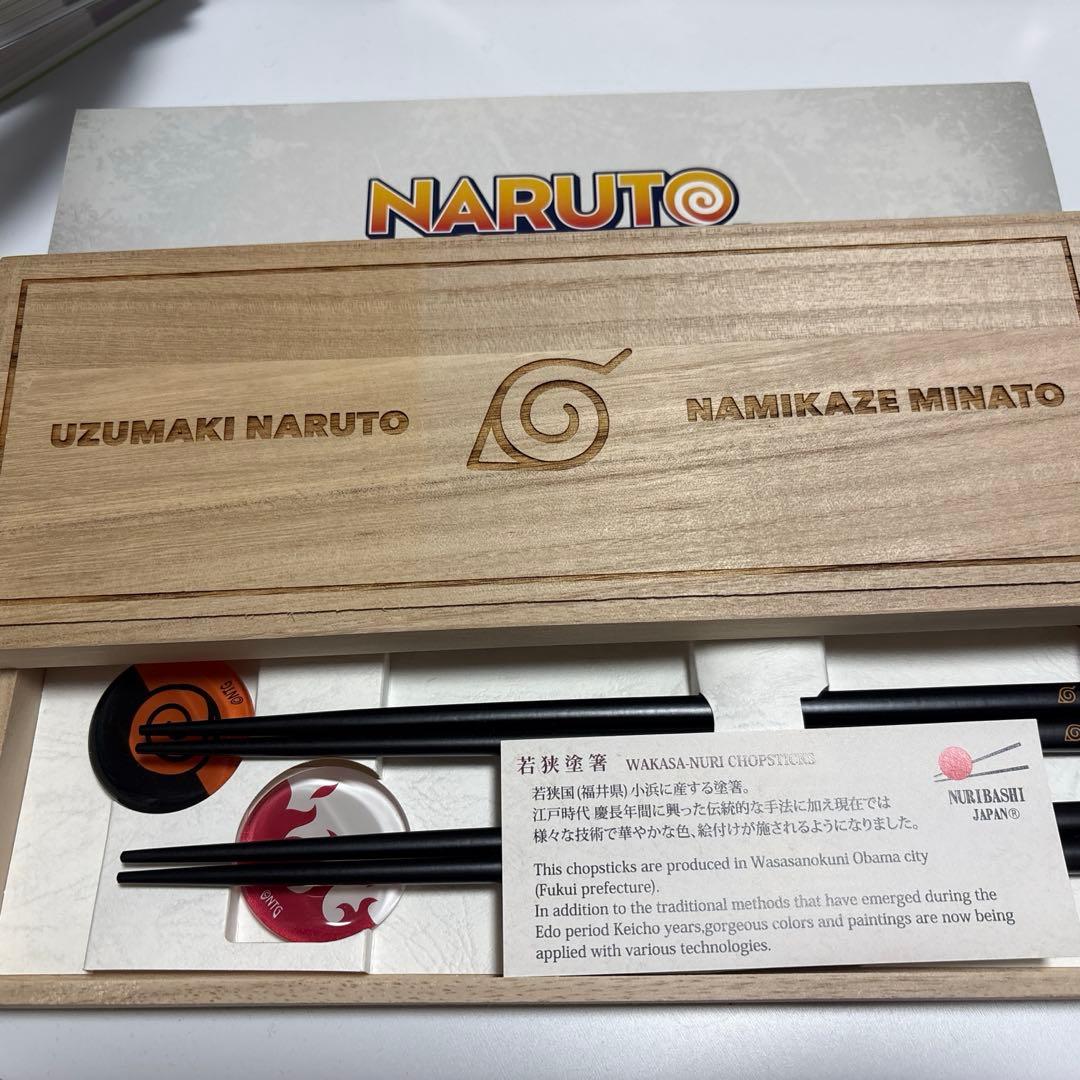 NARUTO
UZUMAKI NARUTO
NAMIKAZE MINATO
©NTG
若狭塗箸 WAKASA-NURI CHOPSTICKS
若狭国(福井県)小浜に産する塗箸。
江戸時代 慶長年間に興った伝統的な手法に加え現在では
様々な技術で華やかな色、絵付けが施されるようになりました。
This chopsticks are produced in Wasasanokuni Obama city
(Fukui prefecture).
In addition to the traditional methods that have emerged during the
Edo period Keicho years,gorgeous colors and paintings are now being
applied with various technologies.
NURIBASHI
JAPAN®